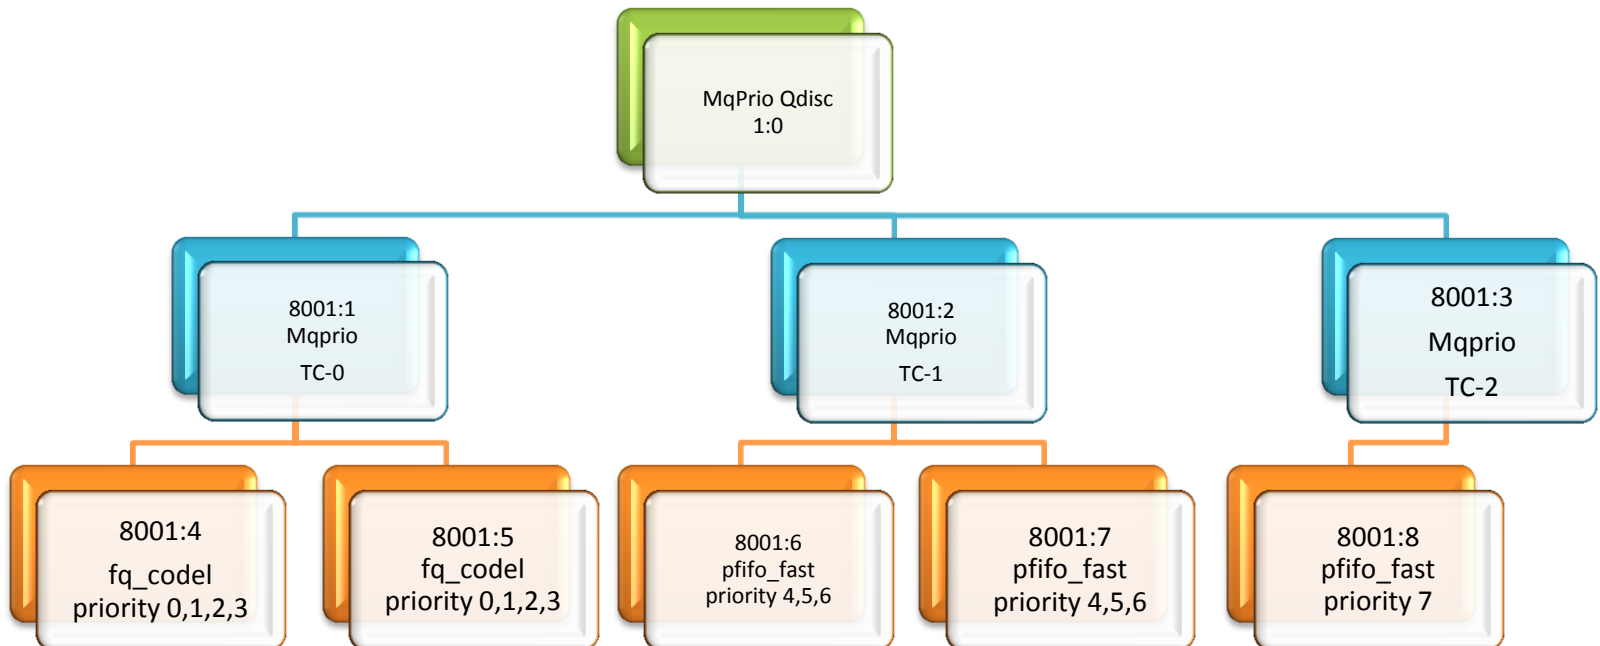 MqPrio Qdisc
1:0
8001:1
Mqprio
TC-0
8001:2
Mqprio
TC-1
8001:3
Mqprio
TC-2
8001:4
fq_codel
priority 0,1,2,3
8001:5
fq_codel
priority 0,1,2,3
8001:6
pfifo_fast
priority 4,5,6
8001:7
pfifo_fast
priority 4,5,6
8001:8
pfifo_fast
priority 7